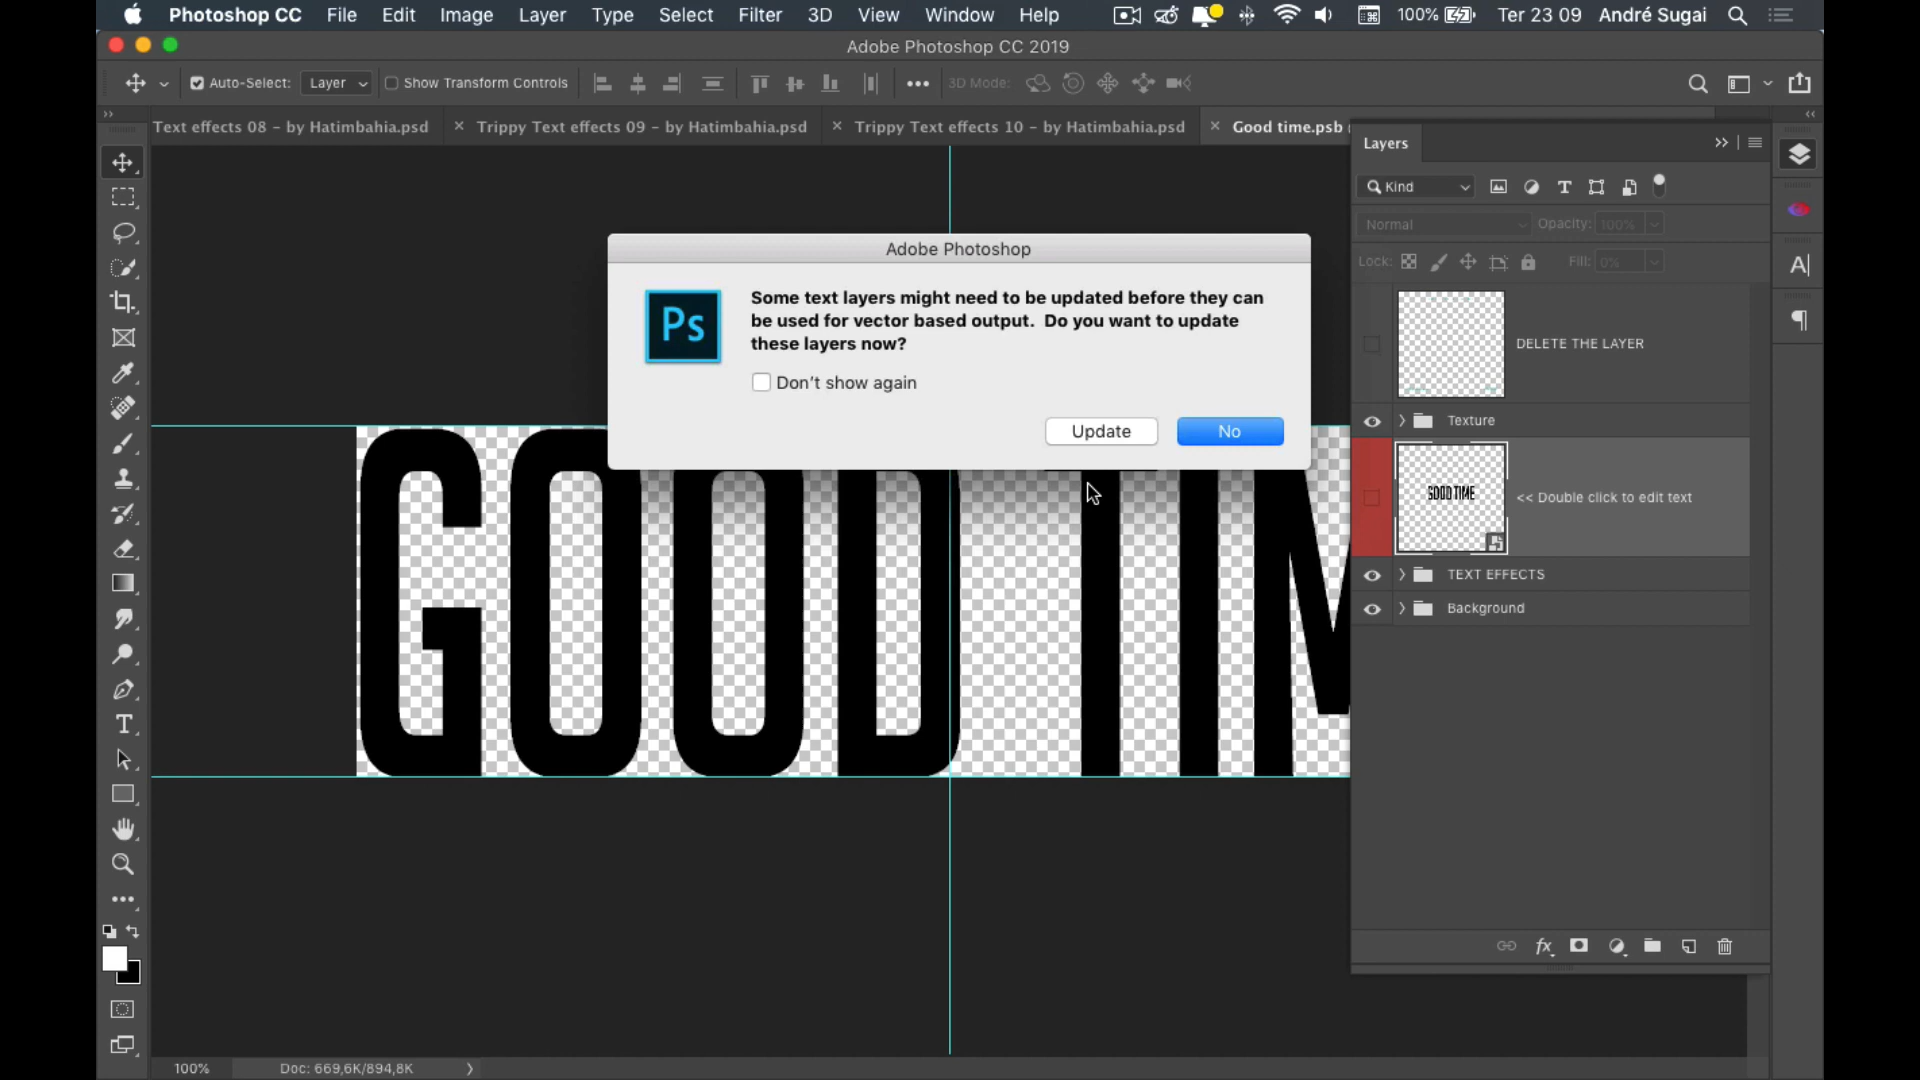 Photoshop CC File Edit Image Layer Type Select Filter 3D View Window Help 100% Ter 23 09 André Sugai
Adobe Photoshop CC 2019
Auto-Select: Layer Show Transform Controls 3D Mode:
Text effects 08 – by Hatimbahia.psd × Trippy Text effects 09 – by Hatimbahia.psd × Trippy Text effects 10 – by Hatimbahia.psd × Good time.psb
Layers
Kind
Normal Opacity: 100%
Lock: Fill: 0%
Adobe Photoshop
Ps
Some text layers might need to be updated before they can
be used for vector based output. Do you want to update
these layers now?
Don't show again
Update No
GOOD TIM
DELETE THE LAYER
Texture
GOOD TIME
<< Double click to edit text
TEXT EFFECTS
Background
100% Doc: 669,6K/894,8K